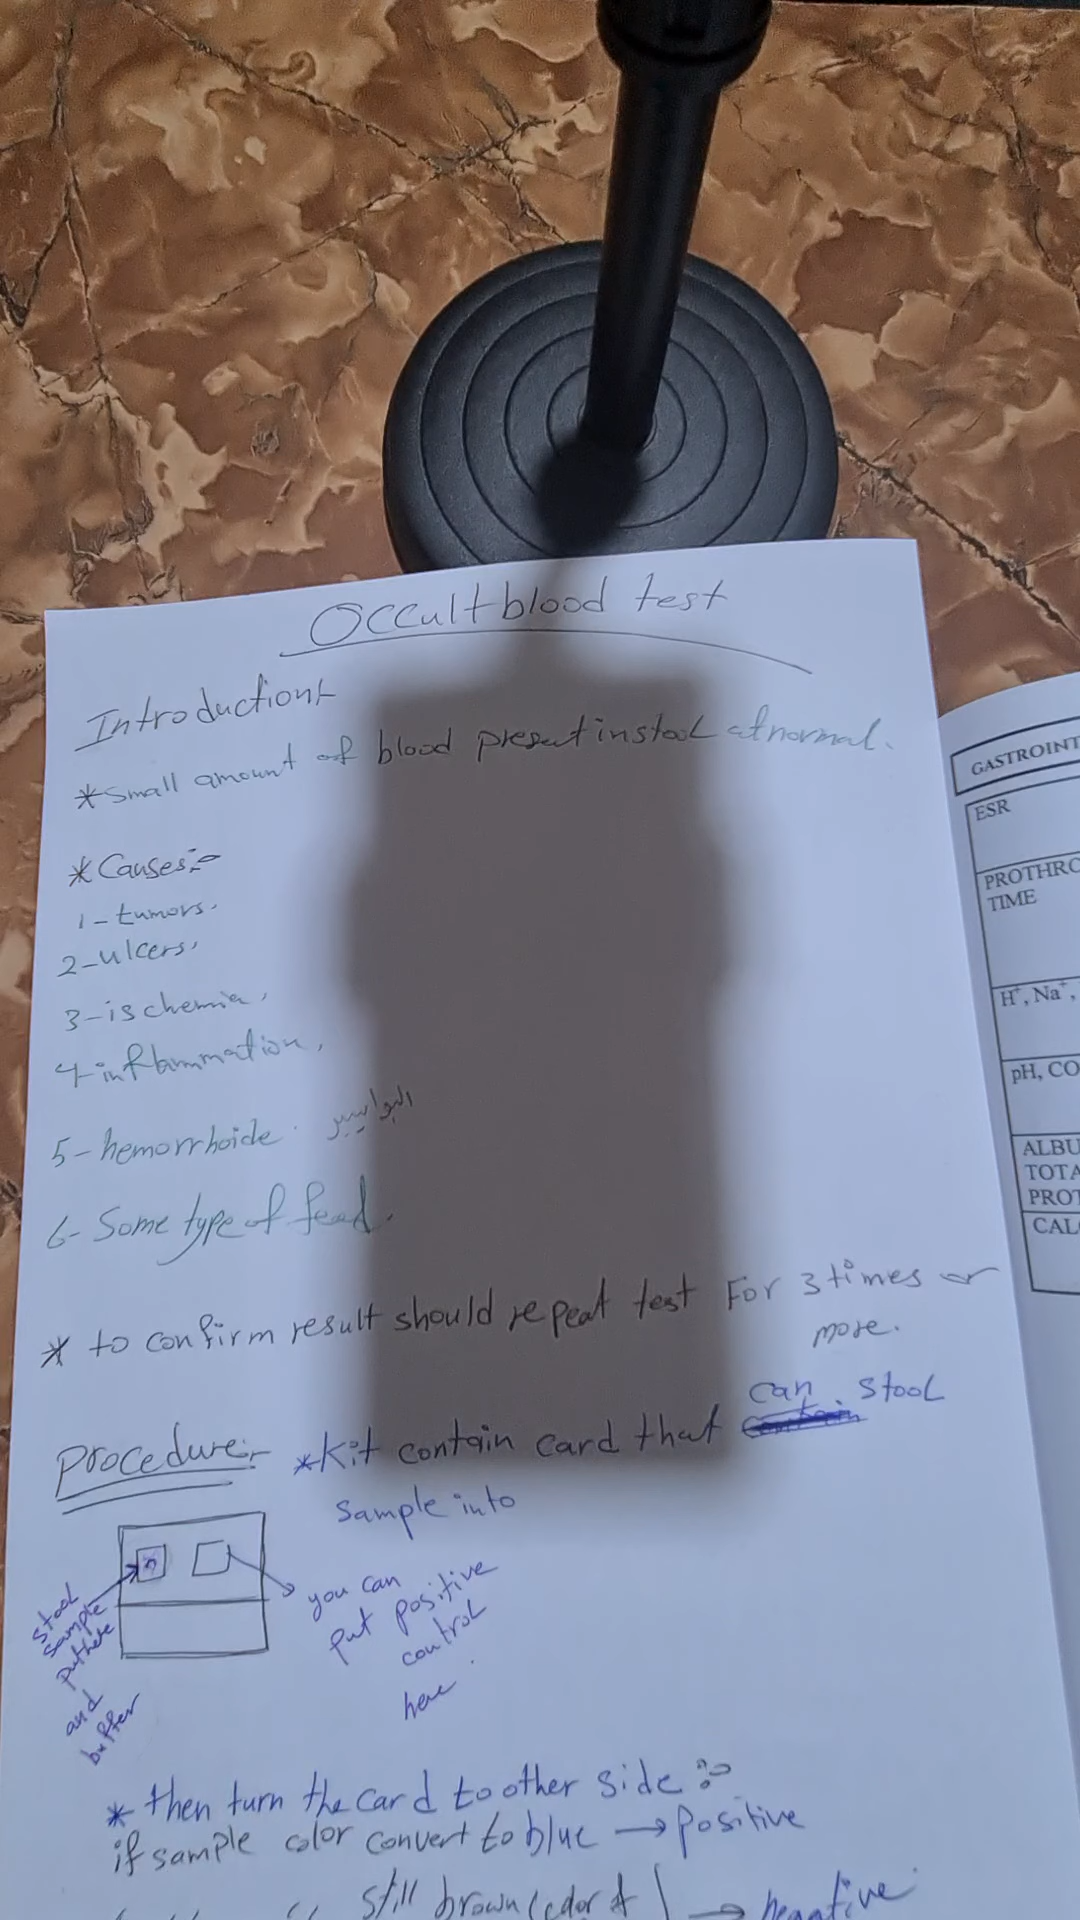 Occult blood test
Introduction:-
* Small amount of blood present in stool at normal.
* Causes:-
1- tumors.
2- ulcers.
3- ischemia.
4- inflammation.
5- hemorrhoide. البواسير
6- Some type of food.
* to confirm result should repeat test For 3 times or
more.
Procedure:- * Kit contain card that can stool
sample into
stool
sample
put here
and
buffer
you can
put positive
control
here.
* then turn the card to other side :-
if sample color convert to blue → positive
still brown → negative
GASTROINT
ESR
PROTHRO
TIME
H⁺, Na⁺,
pH, CO
ALBU
TOTA
PROT
CAL